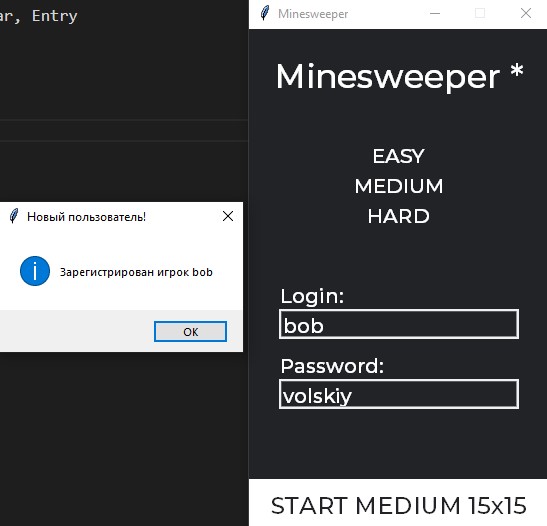 ar, Entry
Minesweeper
Minesweeper *
EASY
MEDIUM
HARD
Новый пользователь!
Зарегистрирован игрок bob
OK
Login:
bob
Password:
volskiy
START MEDIUM 15x15